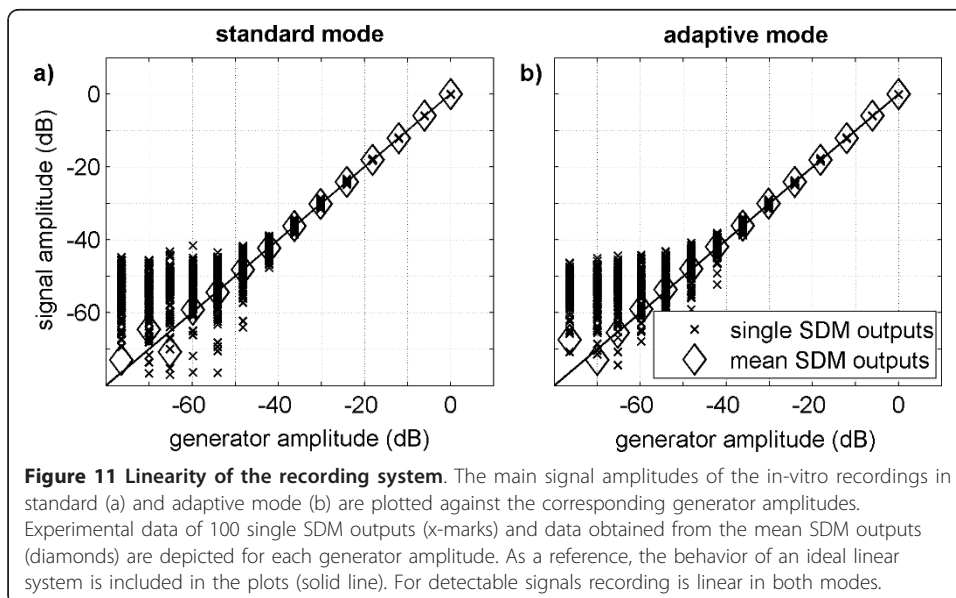 standard mode
adaptive mode
a)
b)
signal amplitude (dB)
0
-20
-40
-60
-60
-40
-20
0
generator amplitude (dB)
-60
-40
-20
0
generator amplitude (dB)
× single SDM outputs
◇ mean SDM outputs
Figure 11 Linearity of the recording system. The main signal amplitudes of the in-vitro recordings in
standard (a) and adaptive mode (b) are plotted against the corresponding generator amplitudes.
Experimental data of 100 single SDM outputs (x-marks) and data obtained from the mean SDM outputs
(diamonds) are depicted for each generator amplitude. As a reference, the behavior of an ideal linear
system is included in the plots (solid line). For detectable signals recording is linear in both modes.